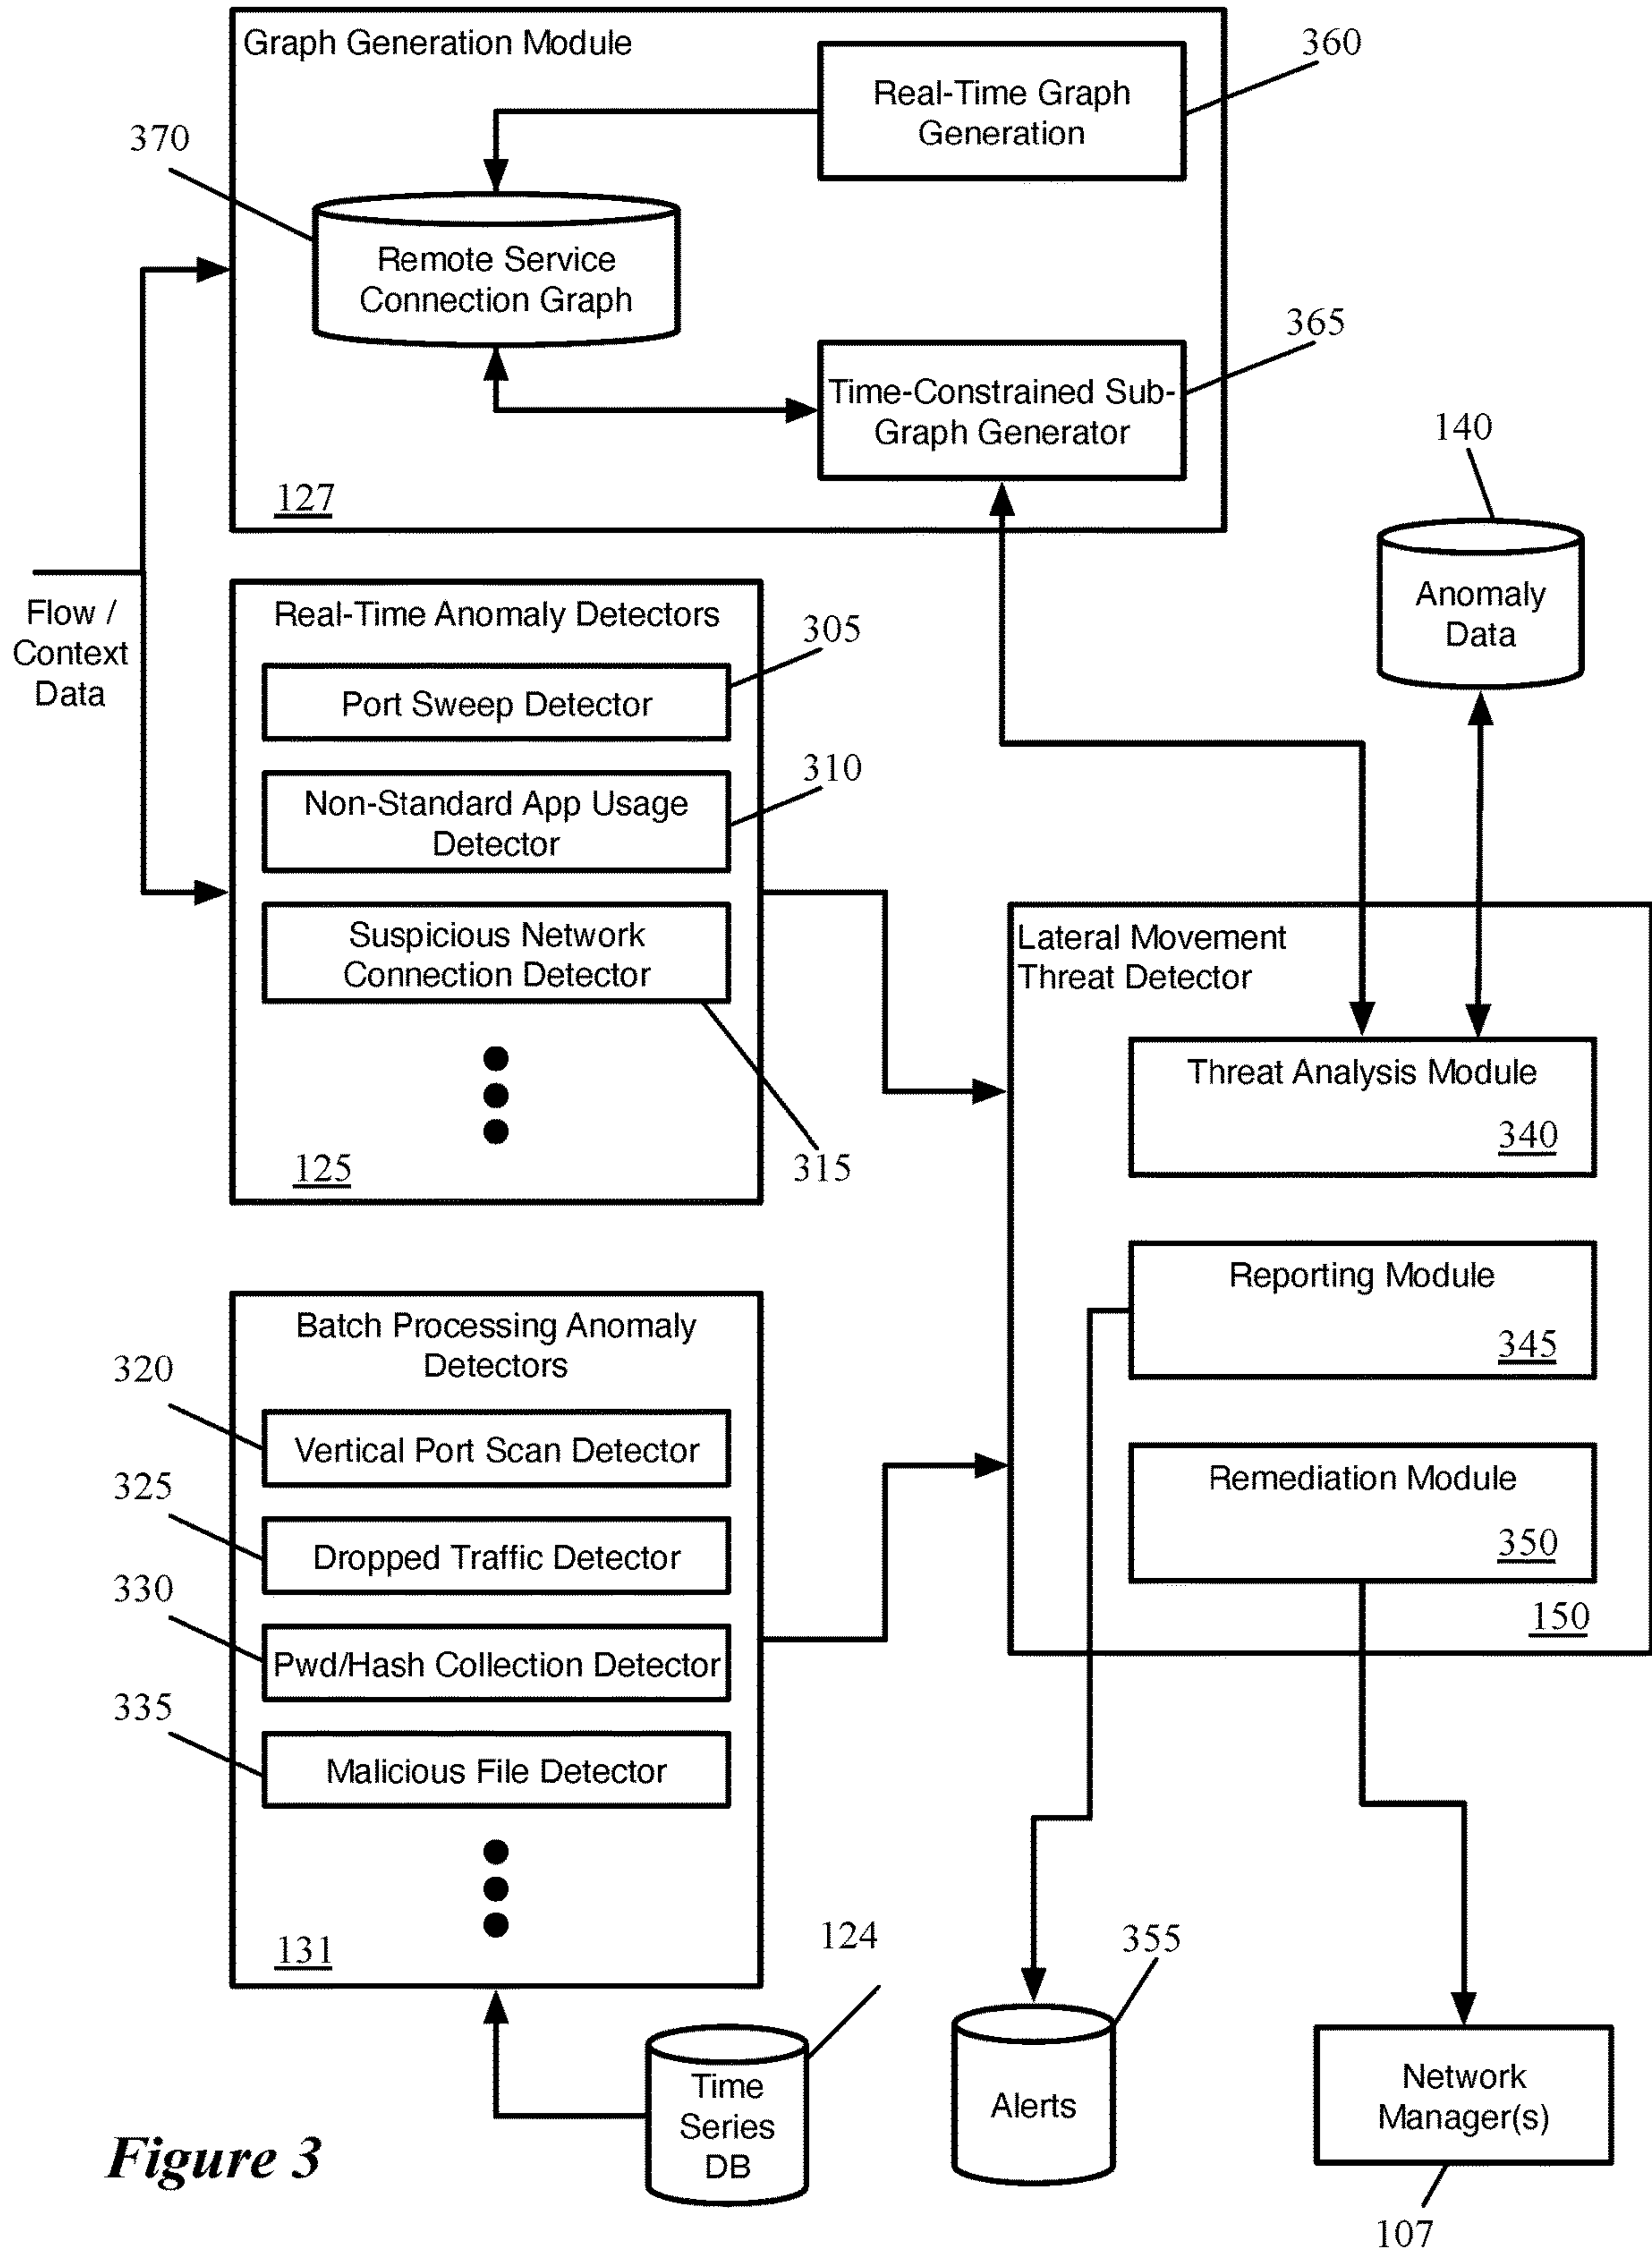 Graph Generation Module
360
Real-Time Graph
Generation
370
Remote Service
Connection Graph
365
Time-Constrained Sub-
Graph Generator
127
140
Anomaly
Data
Flow /
Context
Data
Real-Time Anomaly Detectors
305
Port Sweep Detector
310
Non-Standard App Usage
Detector
Suspicious Network
Connection Detector
315
125
Lateral Movement
Threat Detector
Threat Analysis Module
340
Reporting Module
345
Remediation Module
350
150
Batch Processing Anomaly
Detectors
320
Vertical Port Scan Detector
325
Dropped Traffic Detector
330
Pwd/Hash Collection Detector
335
Malicious File Detector
131
124
Time
Series
DB
355
Alerts
Network
Manager(s)
107
Figure 3